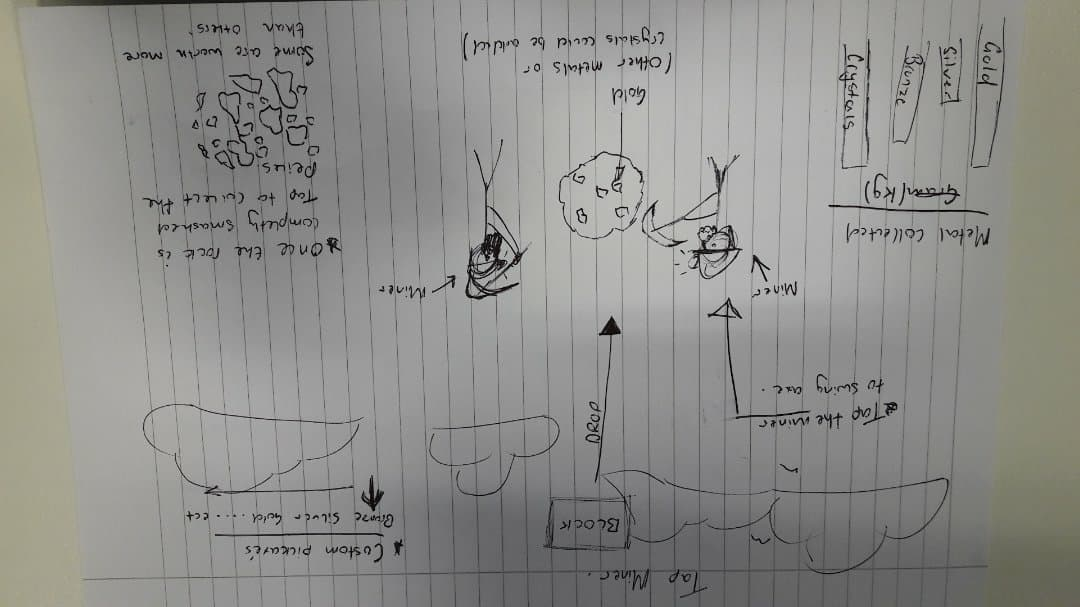 Tap Miner.
BLOCK
* Custom pickaxe's
Bronze Silver Gold .... ect
DROP
* Tap the miner
to swing axe.
Miner
Miner
Metal Collected
Gram(kg)
Gold
Silver
Bronze
Crystals
Gold
(Other metals or
crystals could be added)
* Once the rock is
complety smashed
Tap to collect the
Peices
Some are worth more
than others.